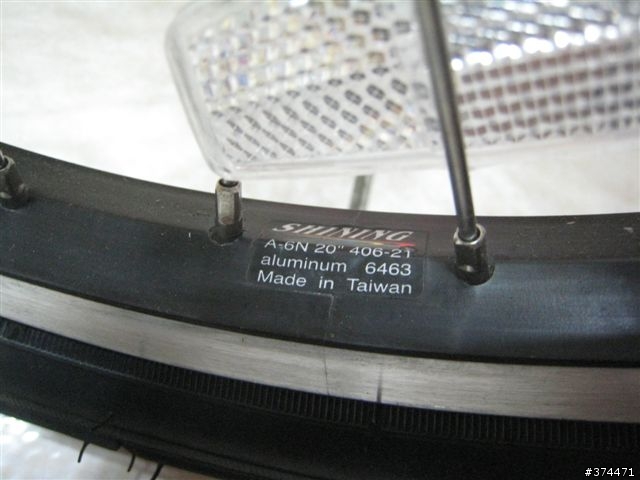 SHINING
A-6N 20" 406-21
aluminum 6463
Made in Taiwan
#374471